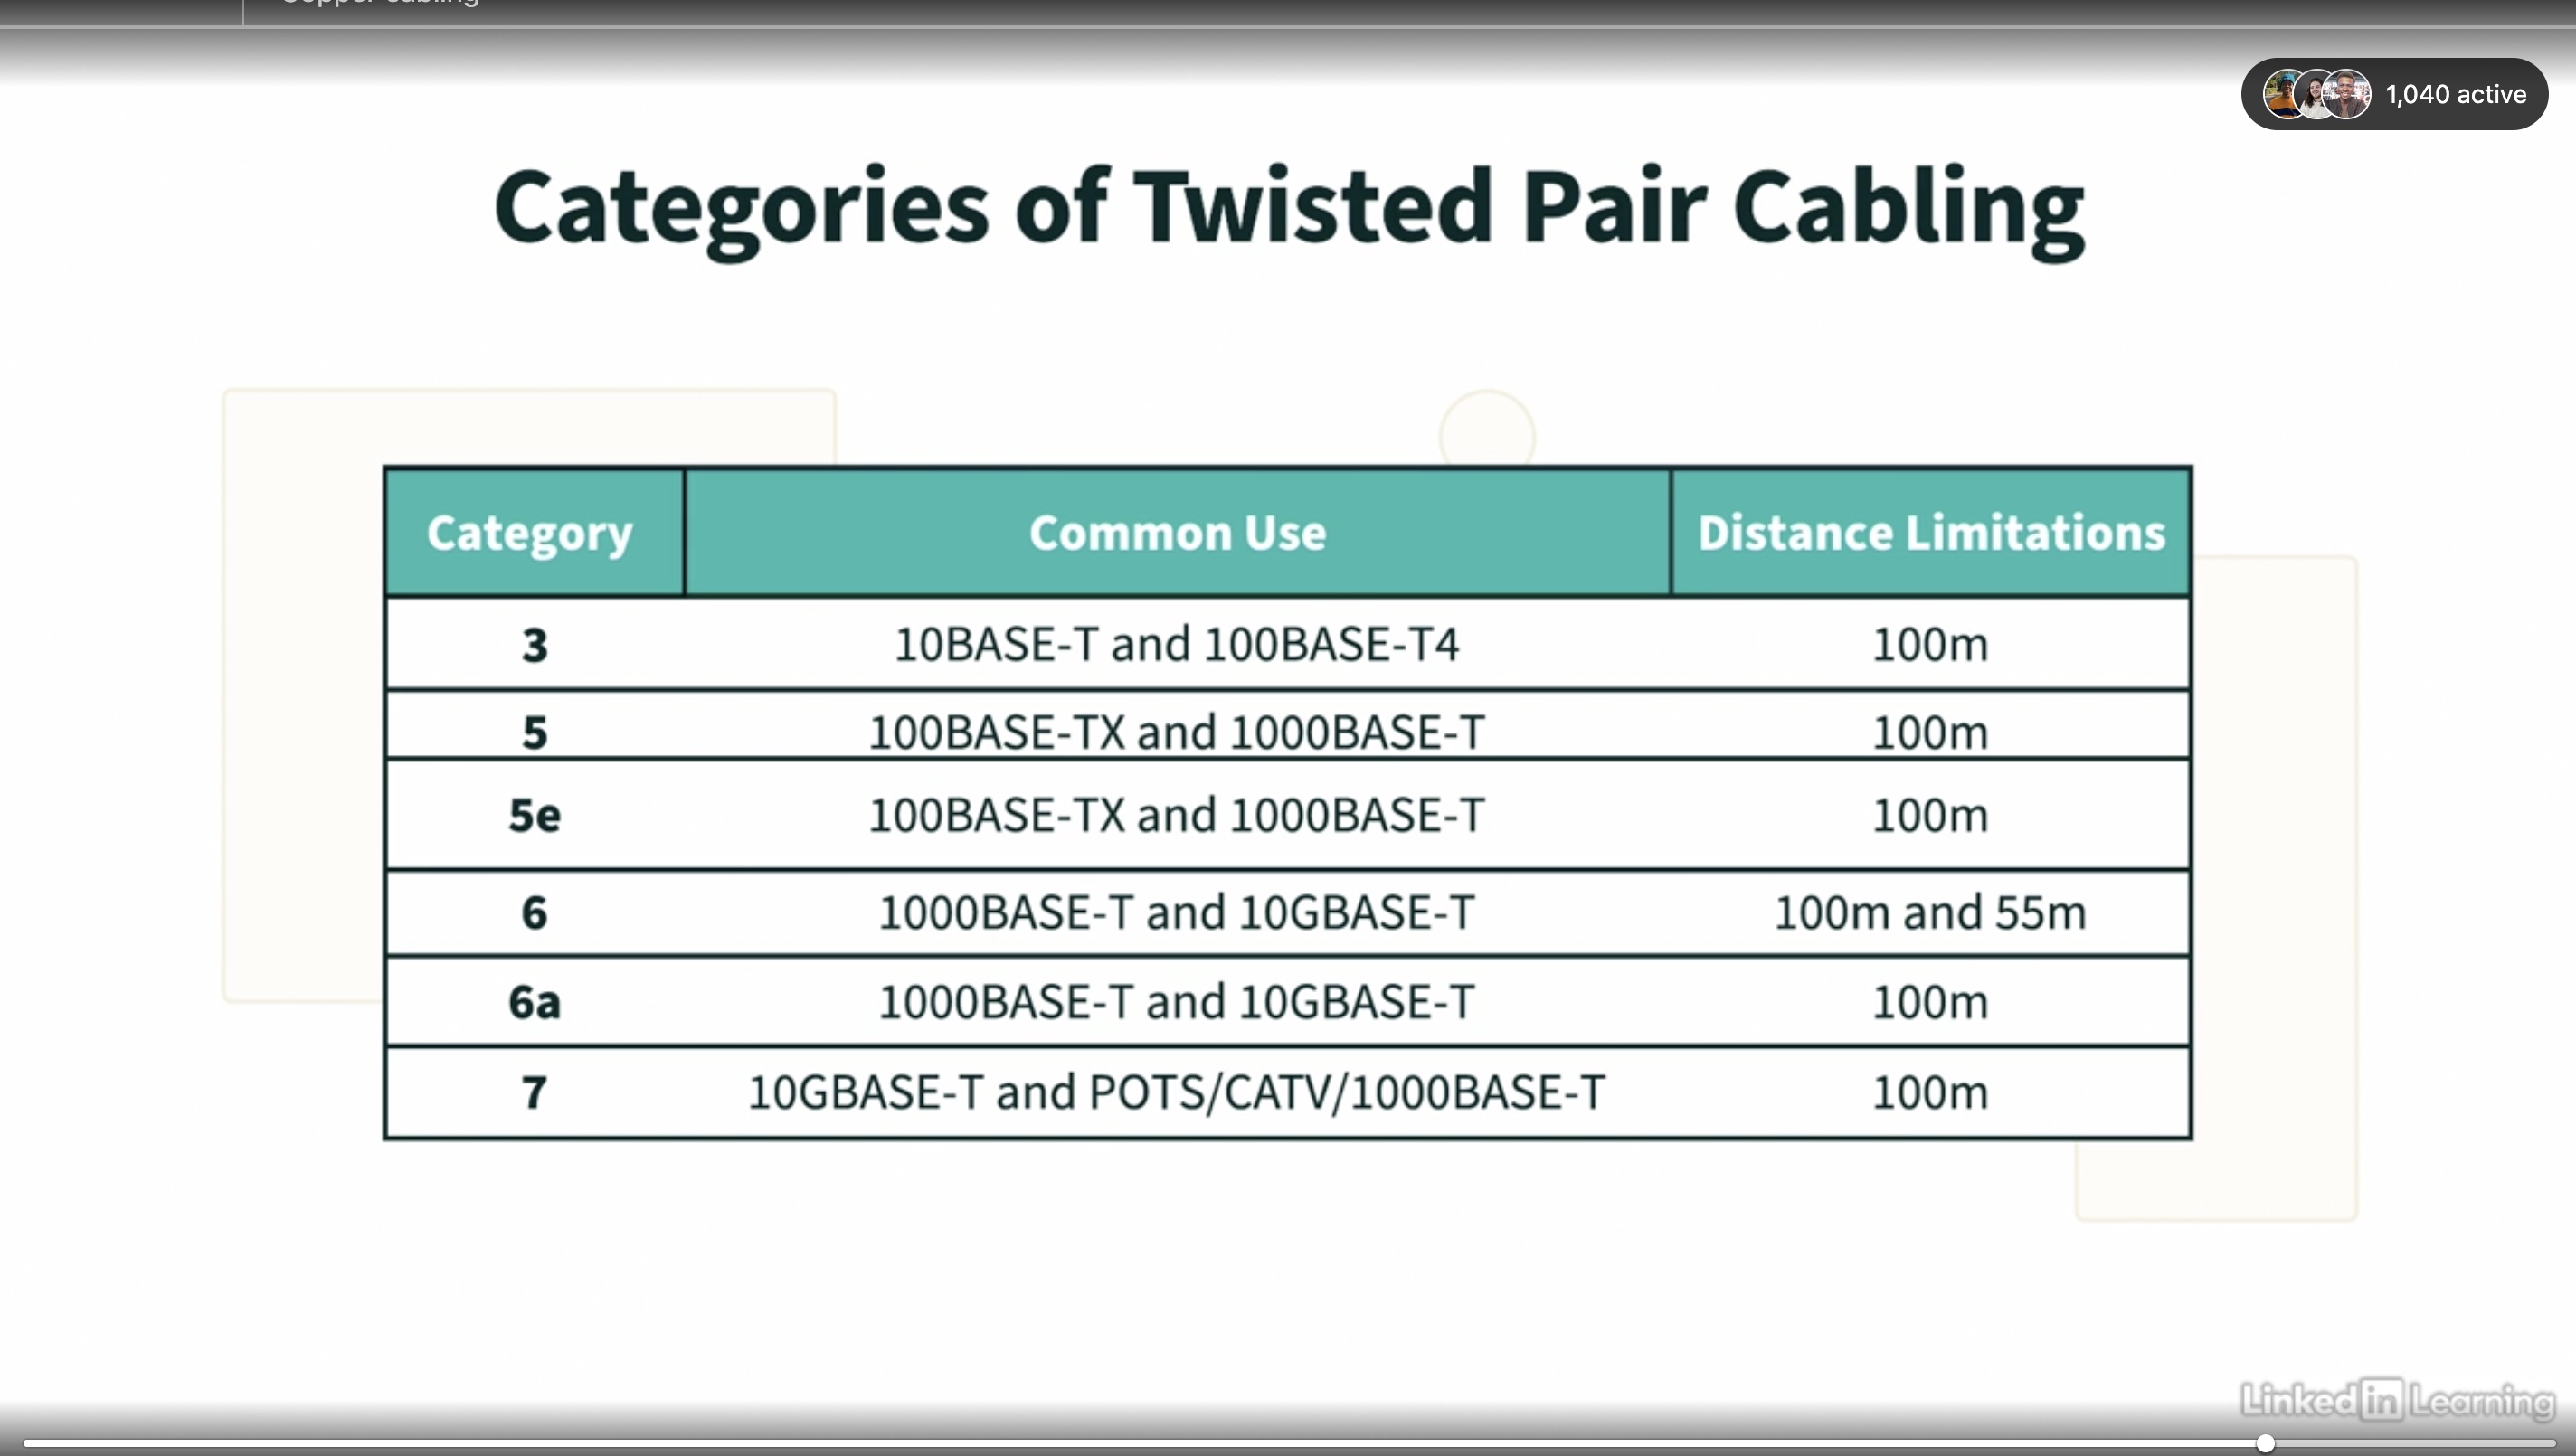 Copper cabling
1,040 active
Categories of Twisted Pair Cabling
Category Common Use Distance Limitations
3 10BASE-T and 100BASE-T4 100m
5 100BASE-TX and 1000BASE-T 100m
5e 100BASE-TX and 1000BASE-T 100m
6 1000BASE-T and 10GBASE-T 100m and 55m
6a 1000BASE-T and 10GBASE-T 100m
7 10GBASE-T and POTS/CATV/1000BASE-T 100m
Linked in Learning